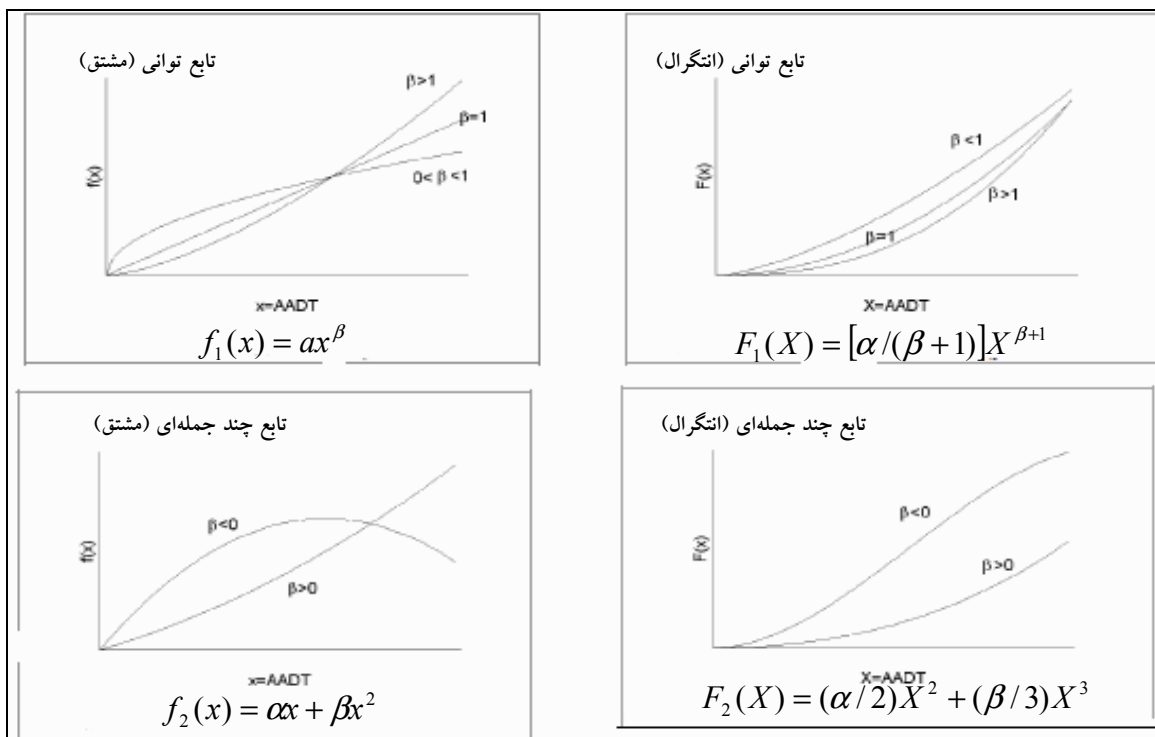 تابع توانی (مشتق)
β>1
β=1
0< β <1
f(x)
x=AADT
f₁(x) = ax^β
تابع توانی (انتگرال)
β <1
β>1
β=1
F(x)
X=AADT
F₁(X) = [α/(β+1)]X^{β+1}
تابع چند جمله‌ای (مشتق)
β<0
β>0
f(x)
x=AADT
f₂(x) = αx + βx²
تابع چند جمله‌ای (انتگرال)
β<0
β>0
F(x)
X=AADT
F₂(X) = (α/2)X² + (β/3)X³